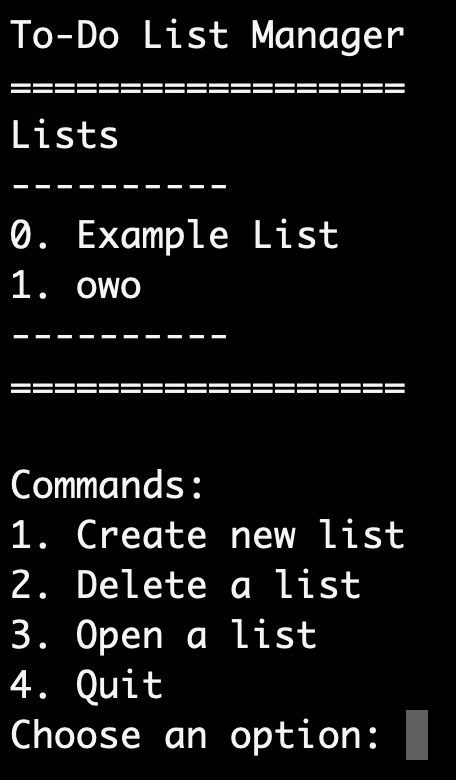 To-Do List Manager
==================
Lists
----------
0. Example List
1. owo
----------
==================
Commands:
1. Create new list
2. Delete a list
3. Open a list
4. Quit
Choose an option: